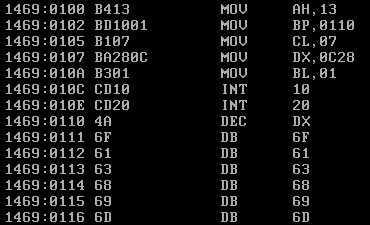 1469:0100 B413 MOV AH,13
1469:0102 BD1001 MOV BP,0110
1469:0105 B107 MOV CL,07
1469:0107 BA280C MOV DX,0C28
1469:010A B301 MOV BL,01
1469:010C CD10 INT 10
1469:010E CD20 INT 20
1469:0110 4A DEC DX
1469:0111 6F DB 6F
1469:0112 61 DB 61
1469:0113 63 DB 63
1469:0114 68 DB 68
1469:0115 69 DB 69
1469:0116 6D DB 6D